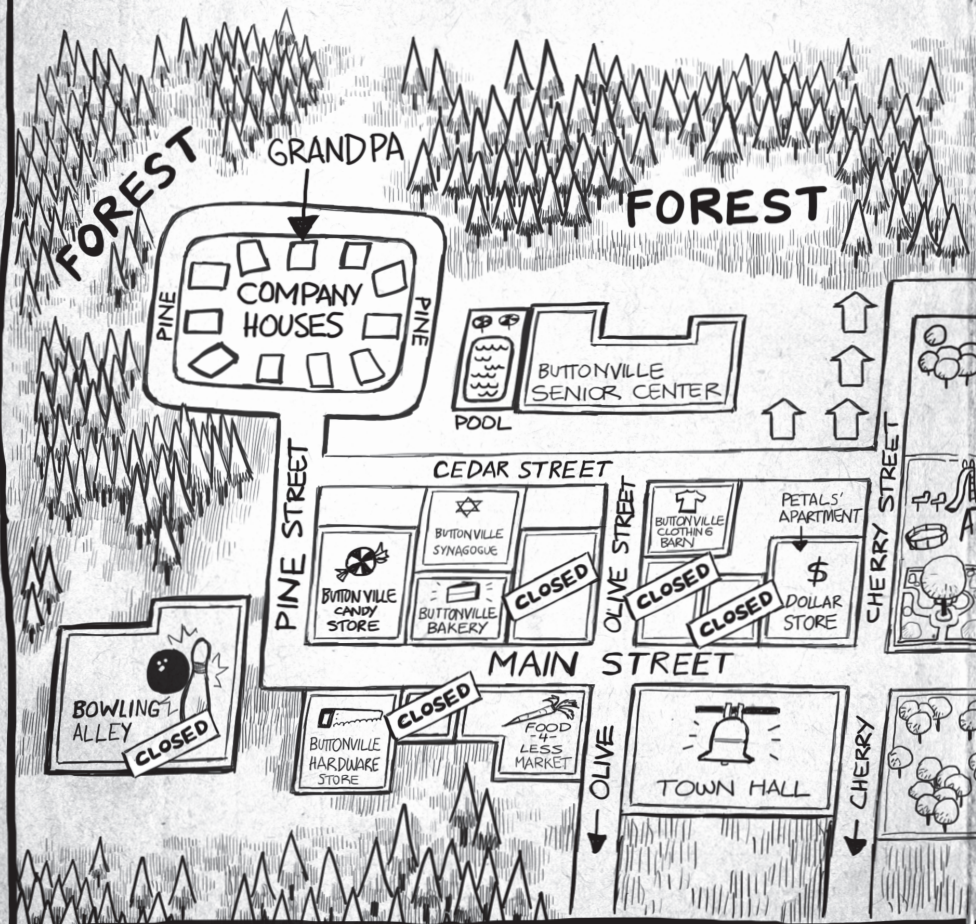 GRANDPA
FOREST
FOREST
COMPANY
HOUSES
PINE
PINE
BUTTONVILLE
SENIOR CENTER
POOL
CEDAR STREET
PINE STREET
OLIVE STREET
CHERRY STREET
BUTTONVILLE
SYNAGOGUE
BUTTONVILLE
CLOTHING
BARN
PETALS'
APARTMENT
BUTTONVILLE
CANDY
STORE
BUTTONVILLE
BAKERY
CLOSED
CLOSED
CLOSED
$
DOLLAR
STORE
MAIN STREET
BOWLING
ALLEY
CLOSED
BUTTONVILLE
HARDWARE
STORE
CLOSED
FOOD
-4-
LESS
MARKET
OLIVE
TOWN HALL
CHERRY